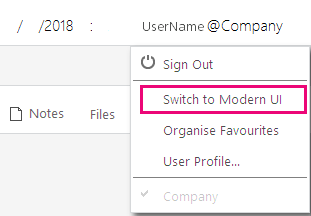 / /2018 : UserName @Company
Sign Out
Switch to Modern UI
Notes Files
Organise Favourites
User Profile...
Company